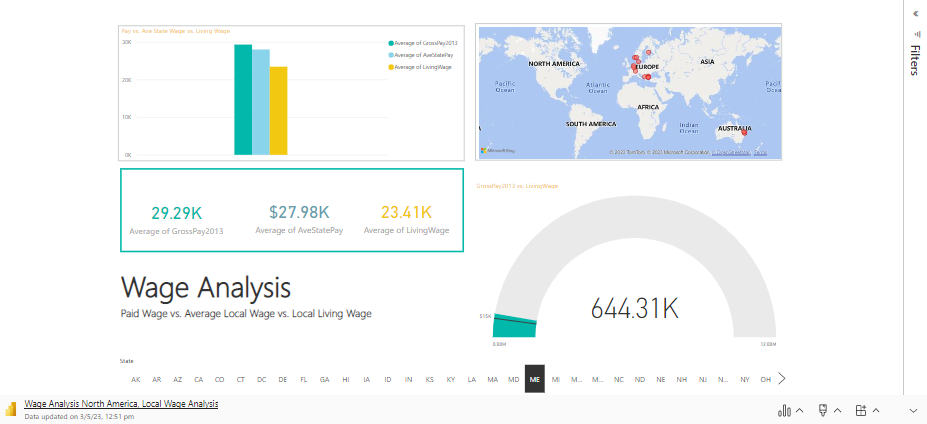 Pay vs. Ave State Wage vs. Living Wage
30K
20K
10K
0K
Average of GrossPay2013
Average of AveStatePay
Average of LivingWage
NORTH AMERICA
EUROPE
ASIA
Pacific
Ocean
Atlantic
Ocean
AFRICA
SOUTH AMERICA
Indian
Ocean
AUSTRALIA
Microsoft Bing
© 2023 TomTom, © 2023 Microsoft Corporation, © OpenStreetMap, Terms
29.29K
Average of GrossPay2013
$27.98K
Average of AveStatePay
23.41K
Average of LivingWage
GrossPay2013 vs. LivingWage
644.31K
515K
0.00M
Wage Analysis
Paid Wage vs. Average Local Wage vs. Local Living Wage
State
AK AR AZ CA CO CT DC DE FL GA HI IA ID IN KS KY LA MA MD ME MI M... M... NC ND NE NH NJ N... NY OH
Filters
Wage Analysis North America, Local Wage Analysis
Data updated on 3/5/23, 12:51 pm